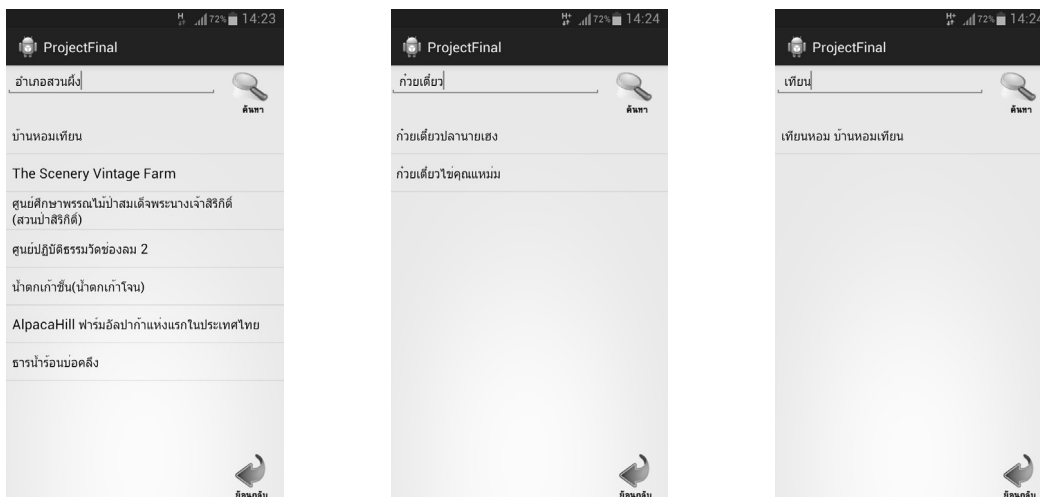 H 72% 14:23
ProjectFinal
อำเภอสวนผึ้ง
ค้นหา
บ้านหอมเทียน
The Scenery Vintage Farm
ศูนย์ศึกษาพรรณไม้ป่าสมเด็จพระนางเจ้าสิริกิติ์
(สวนป่าสิริกิติ์)
ศูนย์ปฏิบัติธรรมวัดช่องลม 2
น้ำตกเก้าชั้น(น้ำตกเก้าโจน)
AlpacaHill ฟาร์มอัลปาก้าแห่งแรกในประเทศไทย
ธารน้ำร้อนบ่อคลึง
ย้อนกลับ
H+ 72% 14:24
ProjectFinal
ก๋วยเตี๋ยว
ค้นหา
ก๋วยเตี๋ยวปลานายเฮง
ก๋วยเตี๋ยวไข่คุณแหม่ม
ย้อนกลับ
H+ 72% 14:24
ProjectFinal
เทียน
ค้นหา
เทียนหอม บ้านหอมเทียน
ย้อนกลับ